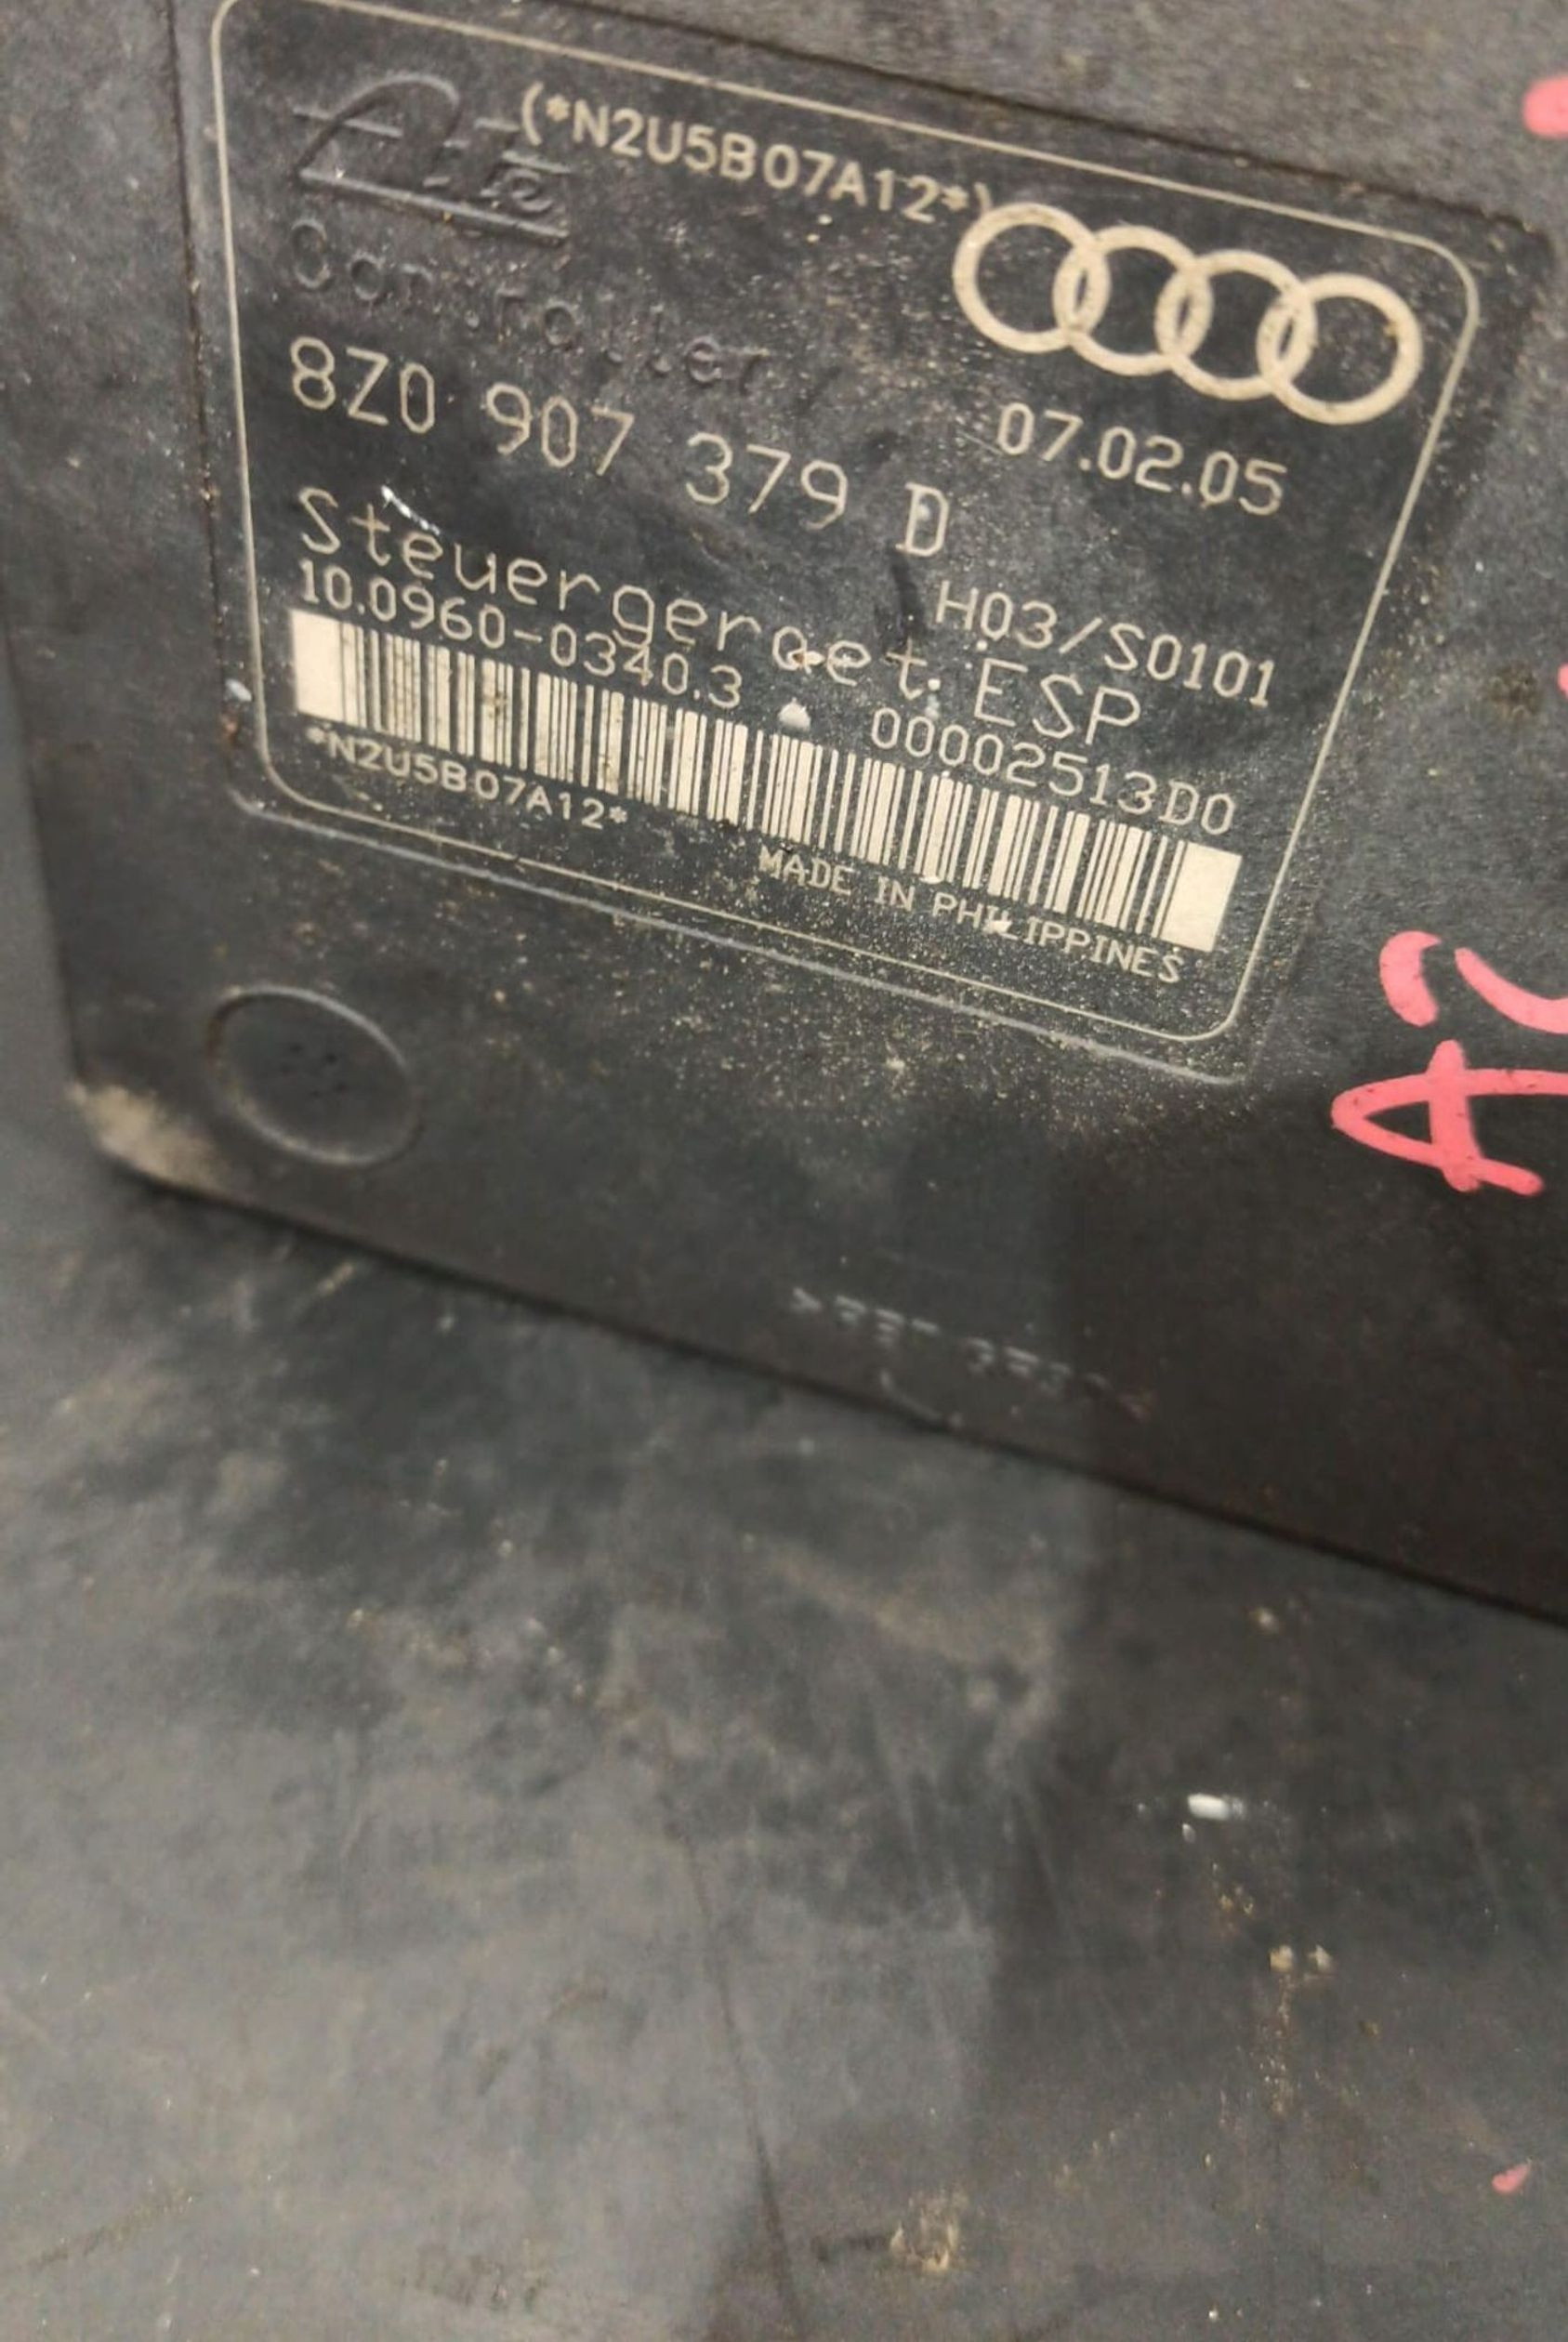 (*N2U5B07A12*)
Ate
Controller
8Z0 907 379 D
07.02.05
H03/S0101
Steuergeraet ESP
10.0960-0340.3
00002513D0
*N2U5B07A12*
MADE IN PHILIPPINES